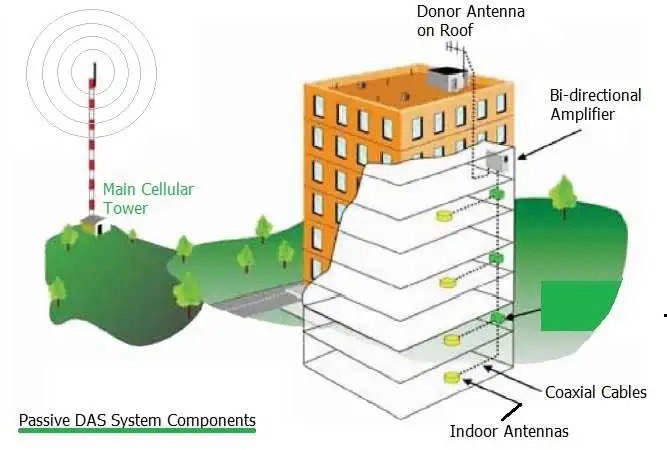 Donor Antenna
on Roof
Bi-directional
Amplifier
Main Cellular
Tower
Coaxial Cables
Passive DAS System Components
Indoor Antennas